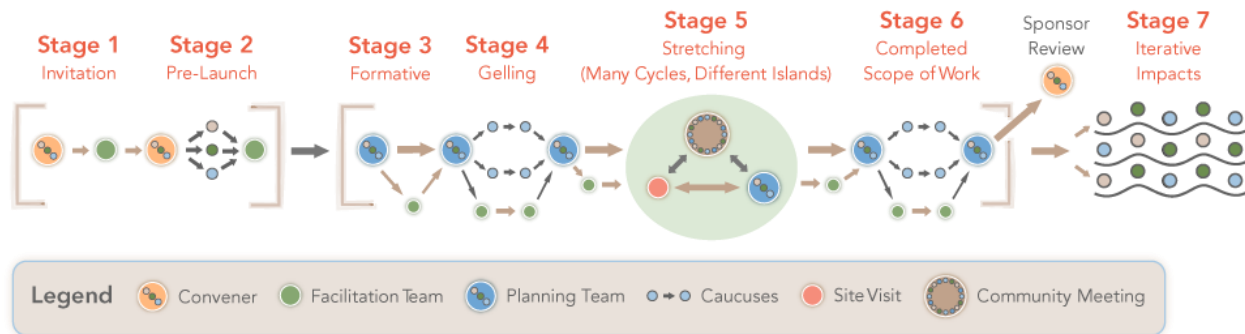 Stage 1
Invitation
Stage 2
Pre-Launch
Stage 3
Formative
Stage 4
Gelling
Stage 5
Stretching
(Many Cycles, Different Islands)
Stage 6
Completed
Scope of Work
Sponsor
Review
Stage 7
Iterative
Impacts
Legend
Convener
Facilitation Team
Planning Team
Caucuses
Site Visit
Community Meeting